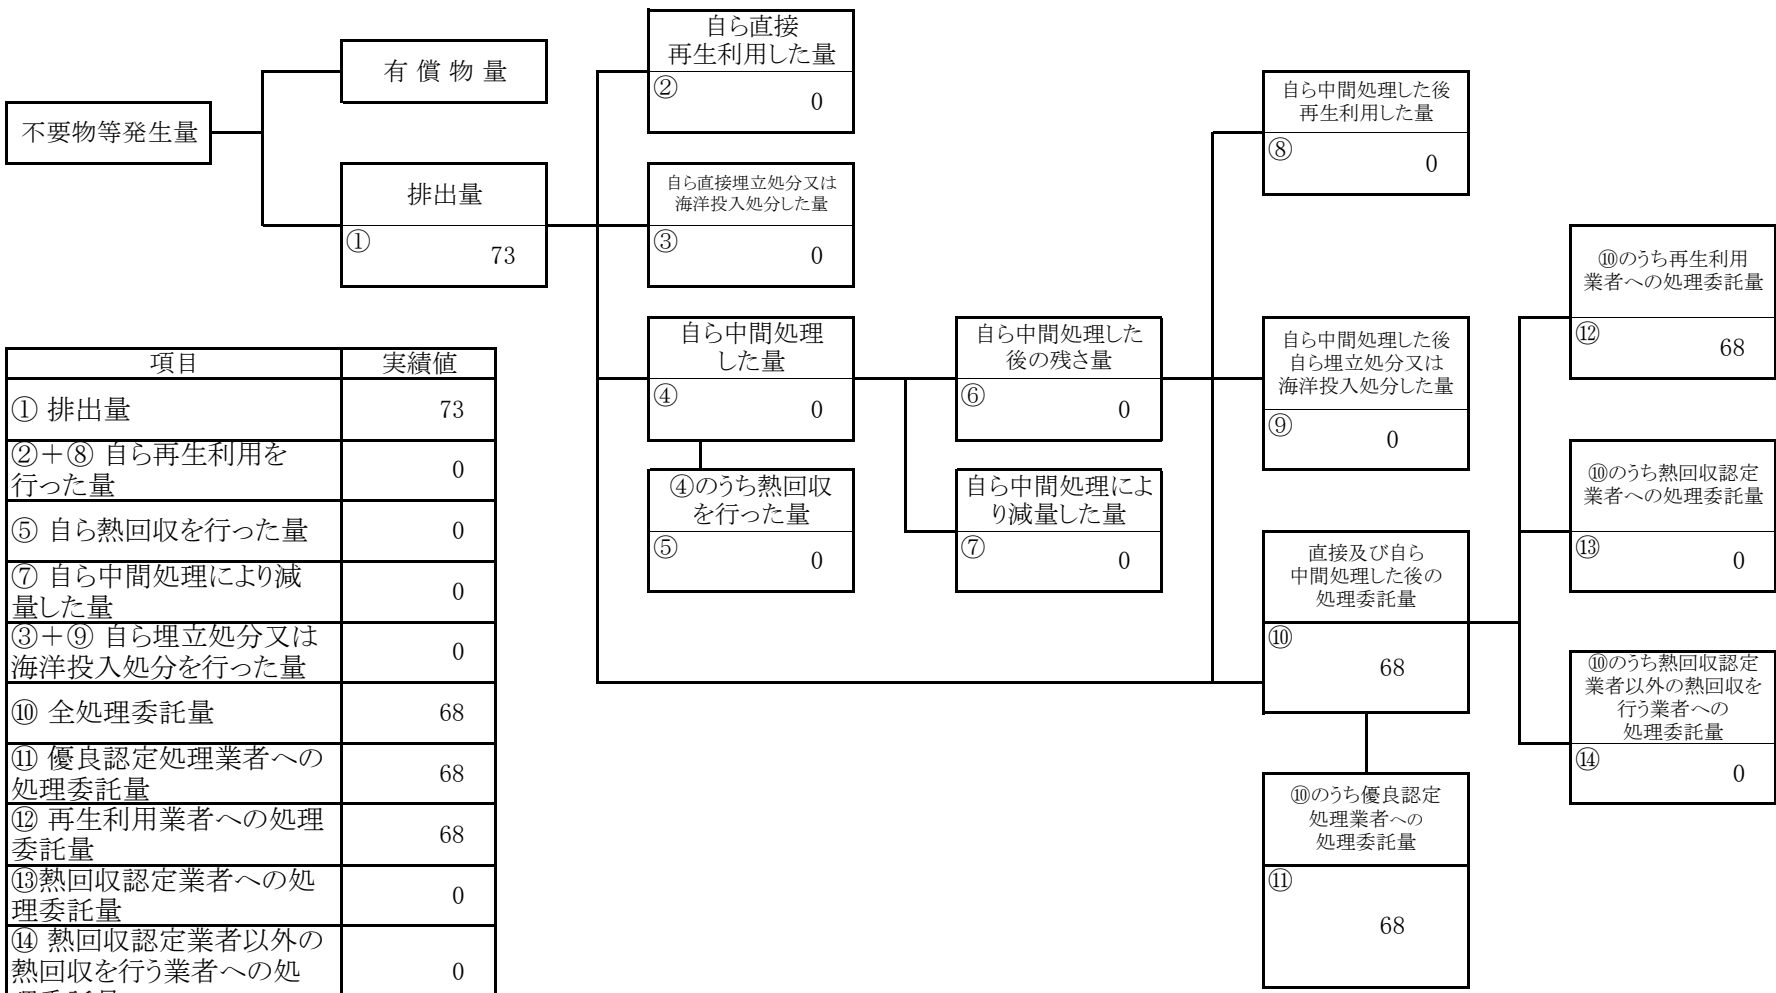 不要物等発生量
有 償 物 量
排出量
①
73
自ら直接
再生利用した量
②
0
自ら直接埋立処分又は
海洋投入処分した量
③
0
自ら中間処理
した量
④
0
④のうち熱回収
を行った量
⑤
0
自ら中間処理した
後の残さ量
⑥
0
自ら中間処理によ
り減量した量
⑦
0
自ら中間処理した後
再生利用した量
⑧
0
自ら中間処理した後
自ら埋立処分又は
海洋投入処分した量
⑨
0
直接及び自ら
中間処理した後の
処理委託量
⑩
68
⑩のうち優良認定
処理業者への
処理委託量
⑪
68
⑩のうち再生利用
業者への処理委託量
⑫
68
⑩のうち熱回収認定
業者への処理委託量
⑬
0
⑩のうち熱回収認定
業者以外の熱回収を
行う業者への
処理委託量
⑭
0
項目 実績値
① 排出量 73
②＋⑧ 自ら再生利用を
行った量 0
⑤ 自ら熱回収を行った量 0
⑦ 自ら中間処理により減
量した量 0
③＋⑨ 自ら埋立処分又は
海洋投入処分を行った量 0
⑩ 全処理委託量 68
⑪ 優良認定処理業者への
処理委託量 68
⑫ 再生利用業者への処理
委託量 68
⑬熱回収認定業者への処
理委託量 0
⑭ 熱回収認定業者以外の
熱回収を行う業者への処 0